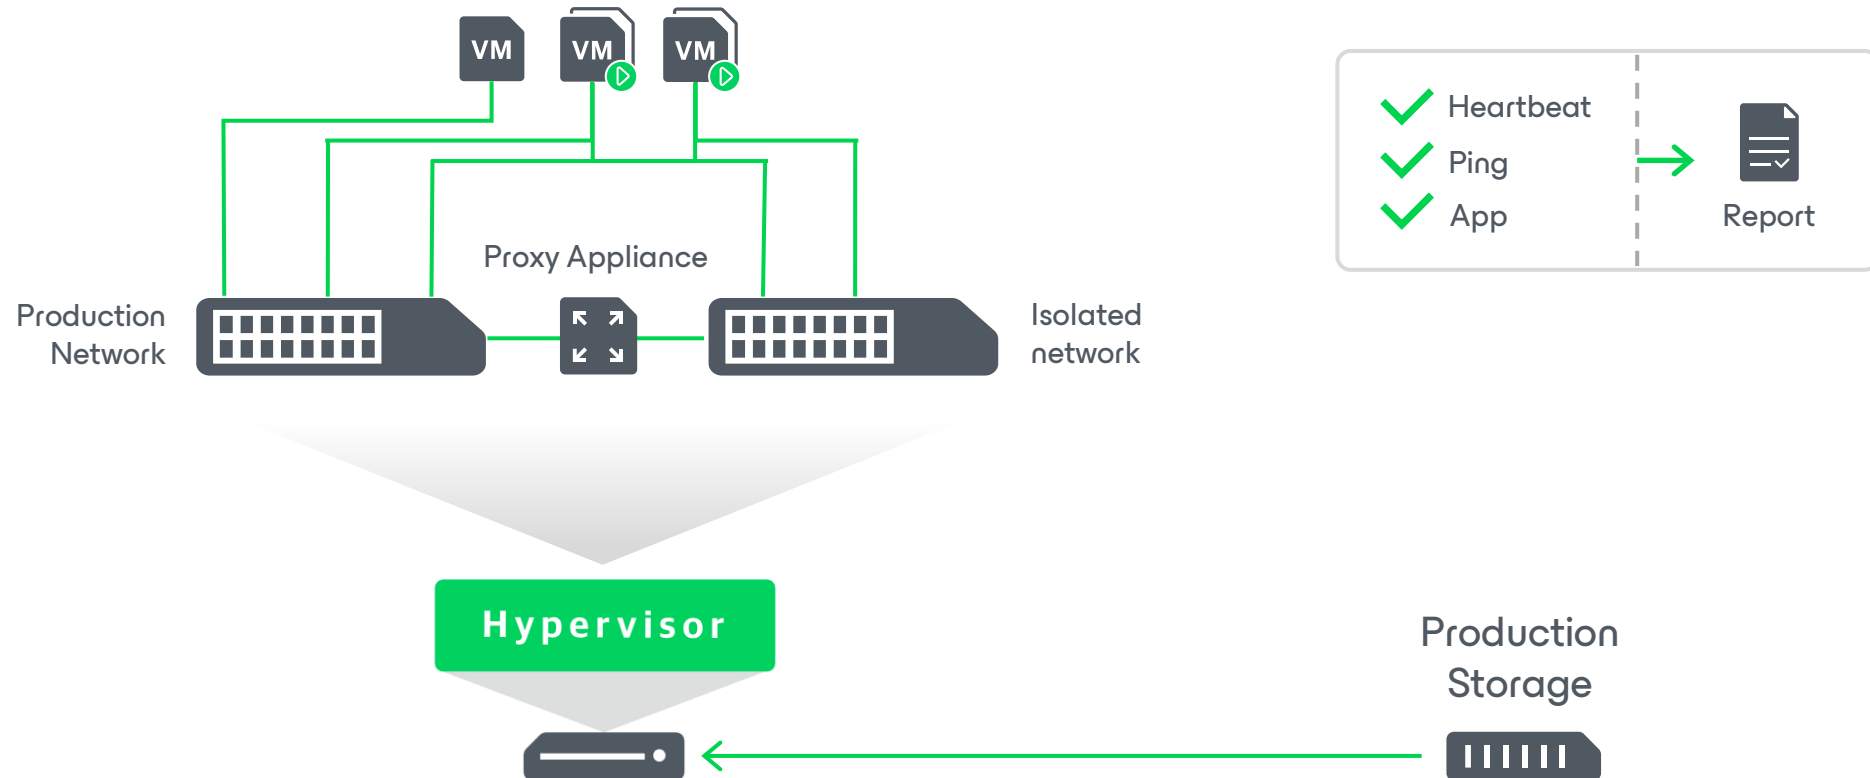 VM
VM
VM
Heartbeat
Ping
App
Report
Proxy Appliance
Production
Network
Isolated
network
Hypervisor
Production
Storage